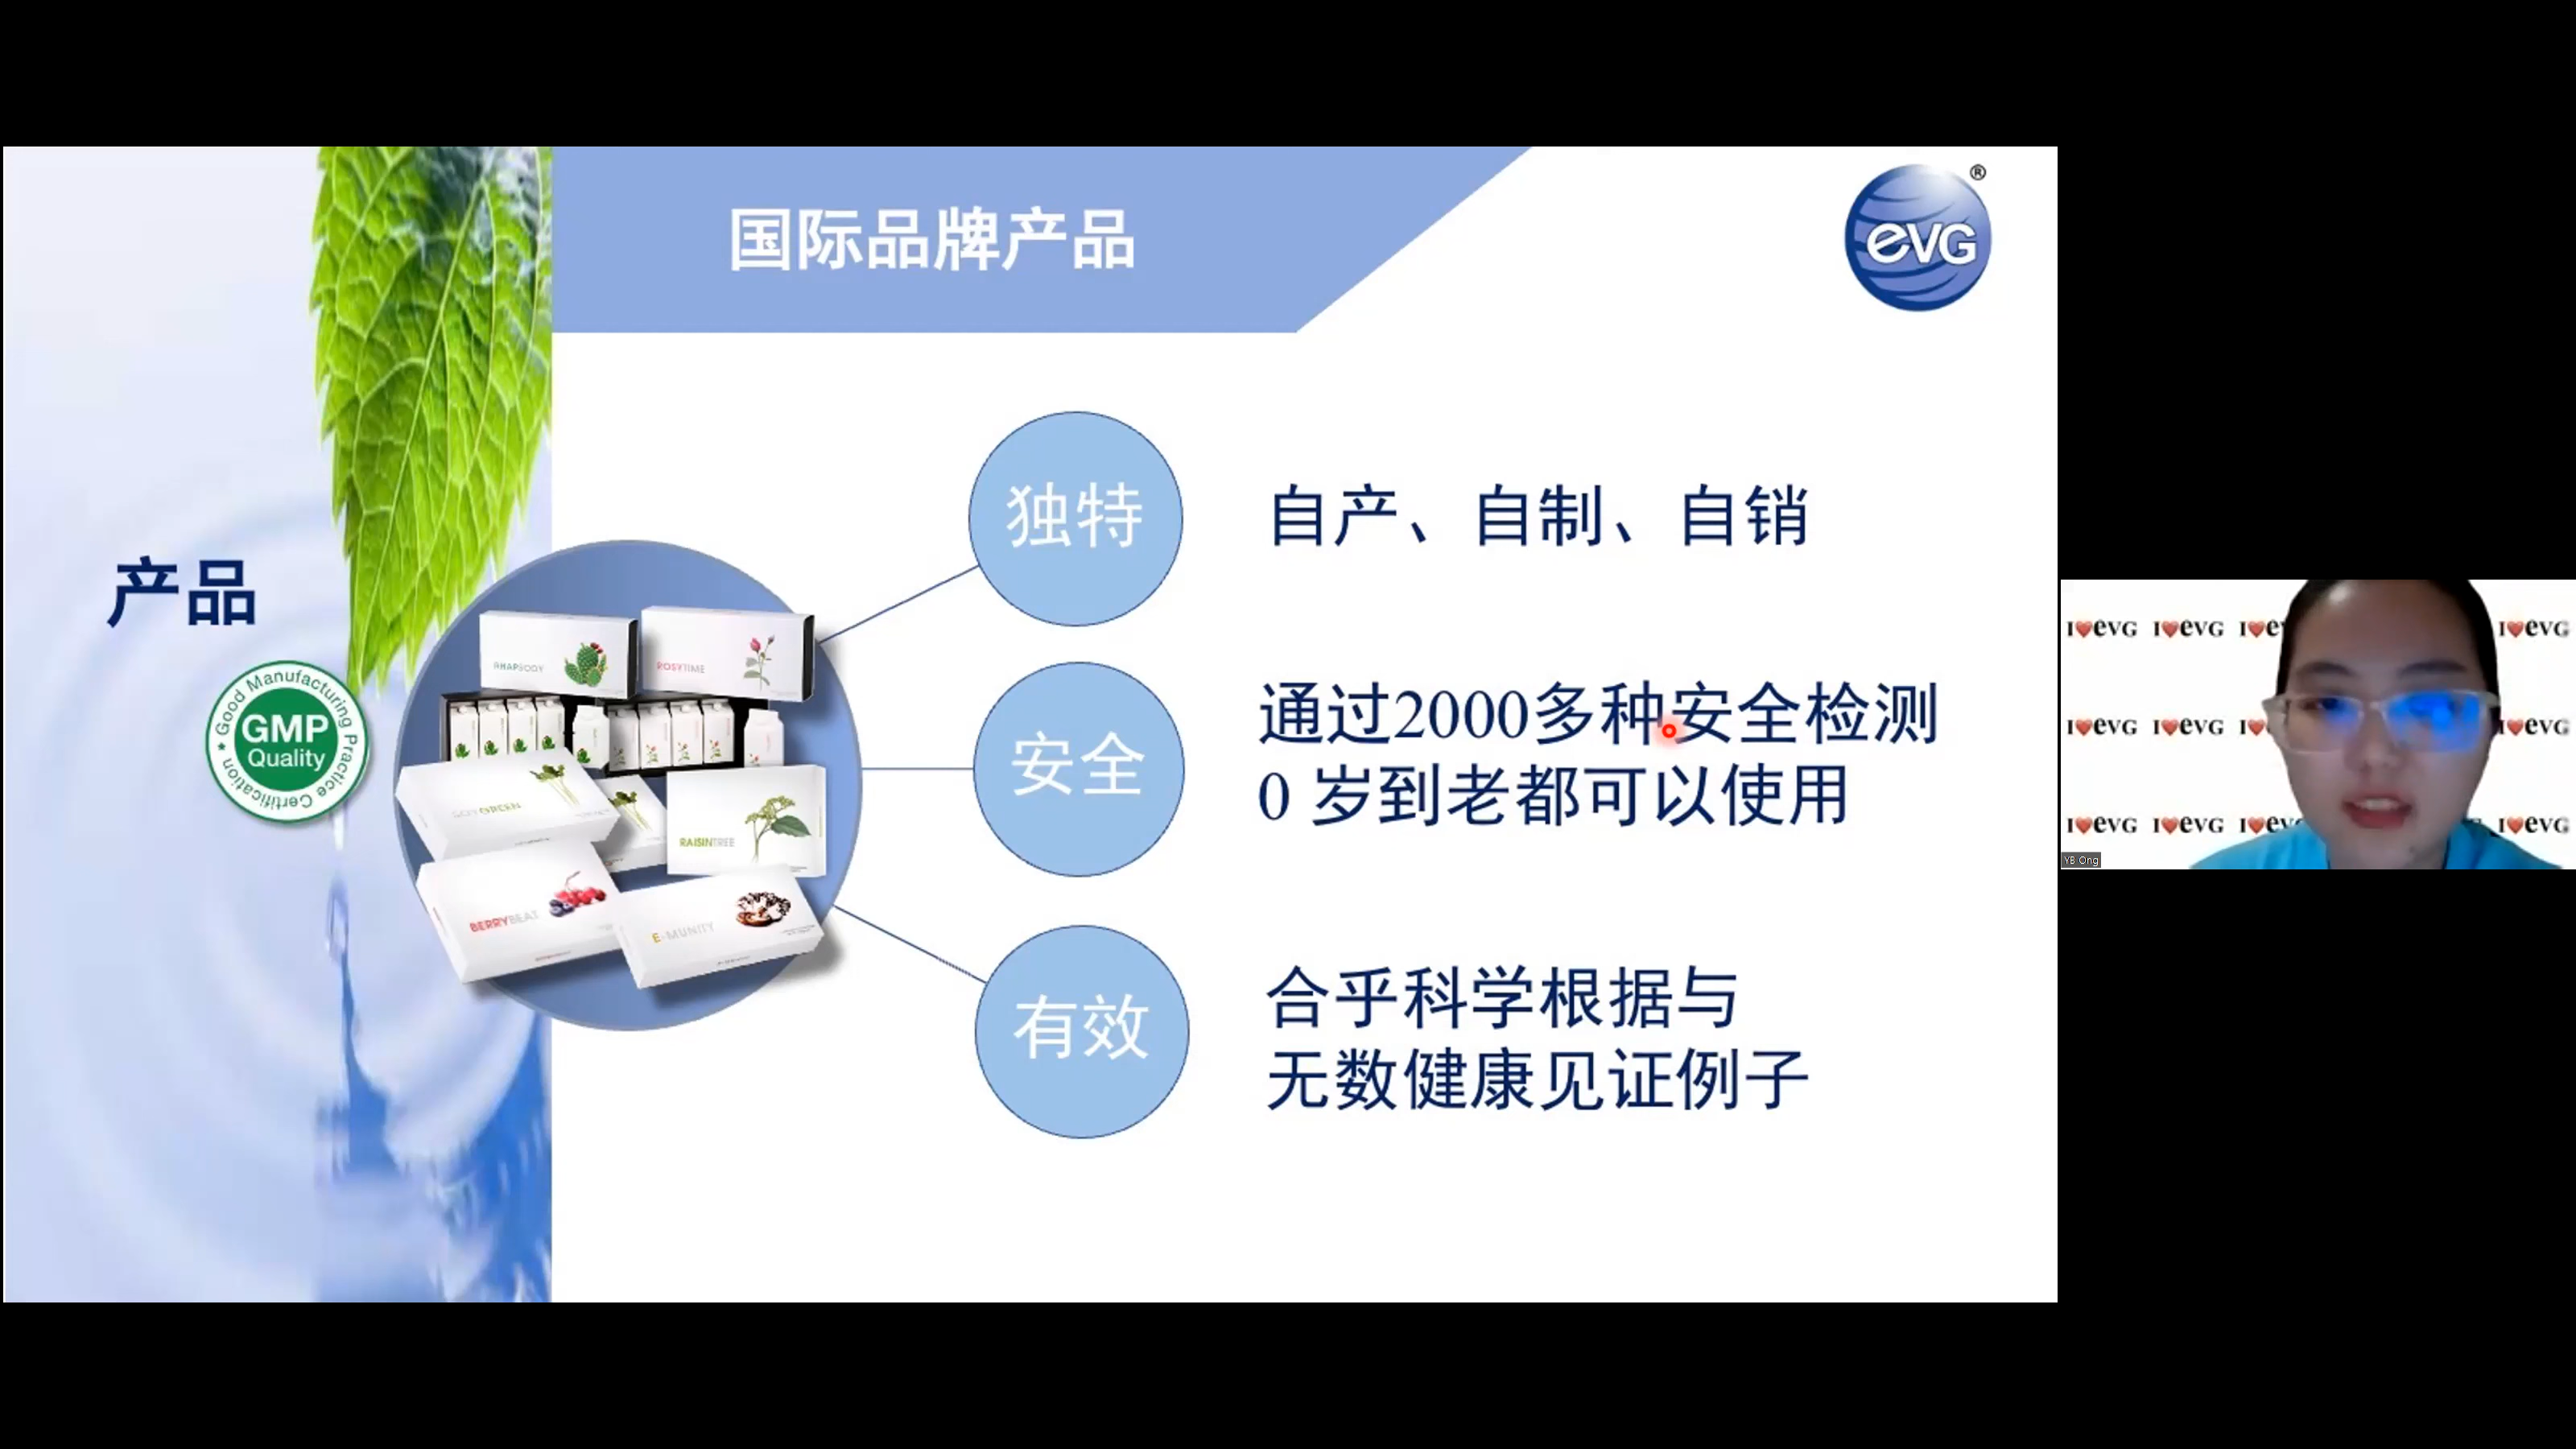 国际品牌产品
evG®
产品
Good Manufacturing Practice Certification
GMP
Quality
RHAPBODY
ROSYTIME
SOYGREEN
RAISINTREE
BERRYBEAT
E-MUNITY
独特
自产、自制、自销
安全
通过2000多种安全检测
0 岁到老都可以使用
有效
合乎科学根据与
无数健康见证例子
I❤evG I❤evG I❤e I❤evG
I❤evG I❤evG I❤ evG
I❤evG I❤evG I❤ev I❤evG
YB Ong